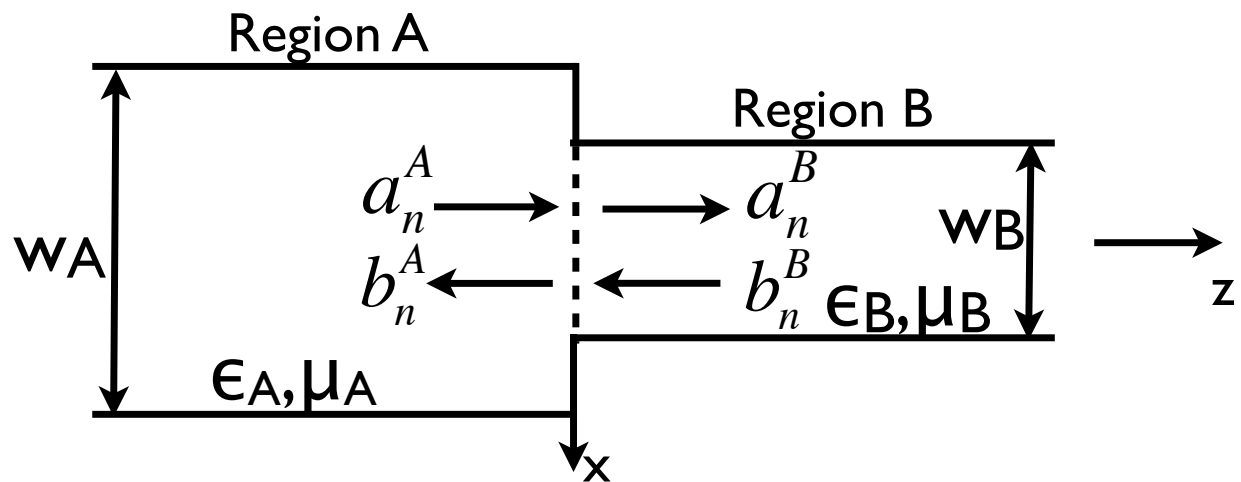 Region A
Region B
a_n^A
a_n^B
w_A
w_B
b_n^A
b_n^B
z
ϵ_B,μ_B
ϵ_A,μ_A
x